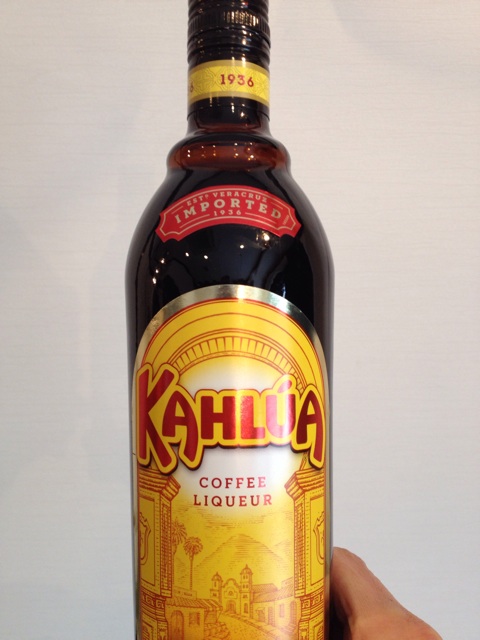 1936
ESTD VERACRUZ
IMPORTED
1936
KAHLÚA
COFFEE
LIQUEUR